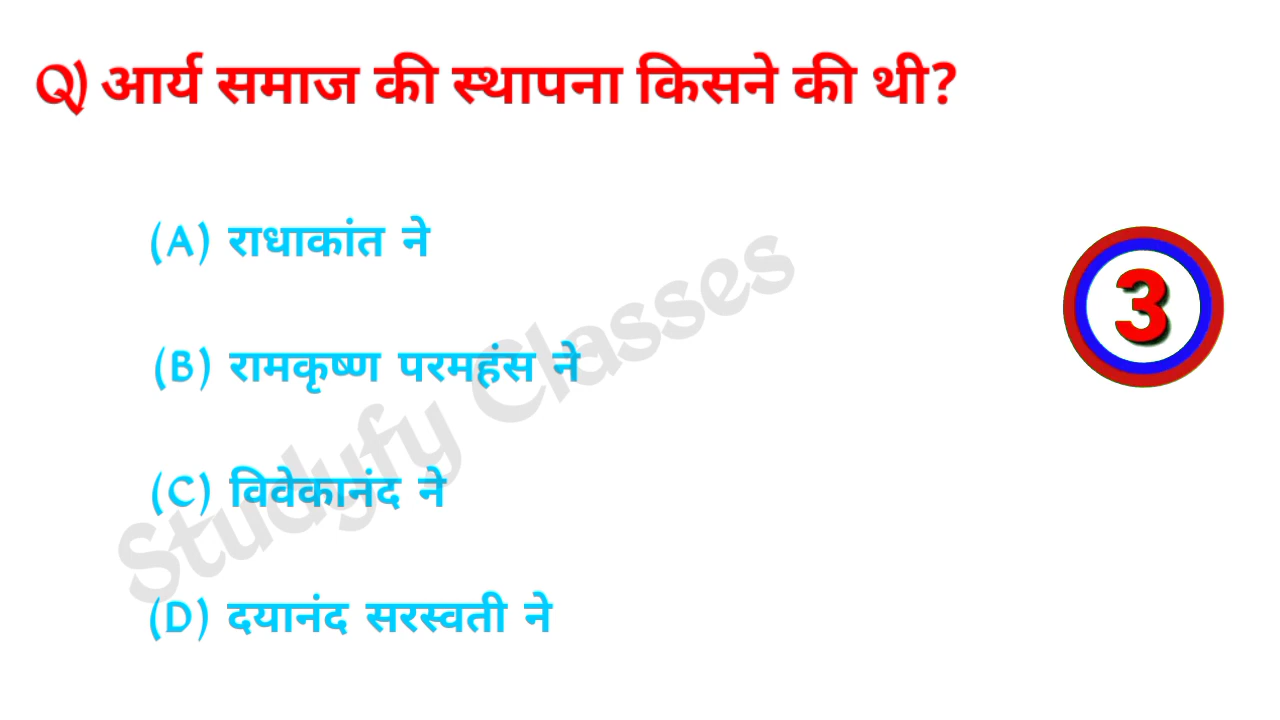 Q) आर्य समाज की स्थापना किसने की थी?
(A) राधाकांत ने
(B) रामकृष्ण परमहंस ने
(C) विवेकानंद ने
(D) दयानंद सरस्वती ने
3
Studyfy Classes